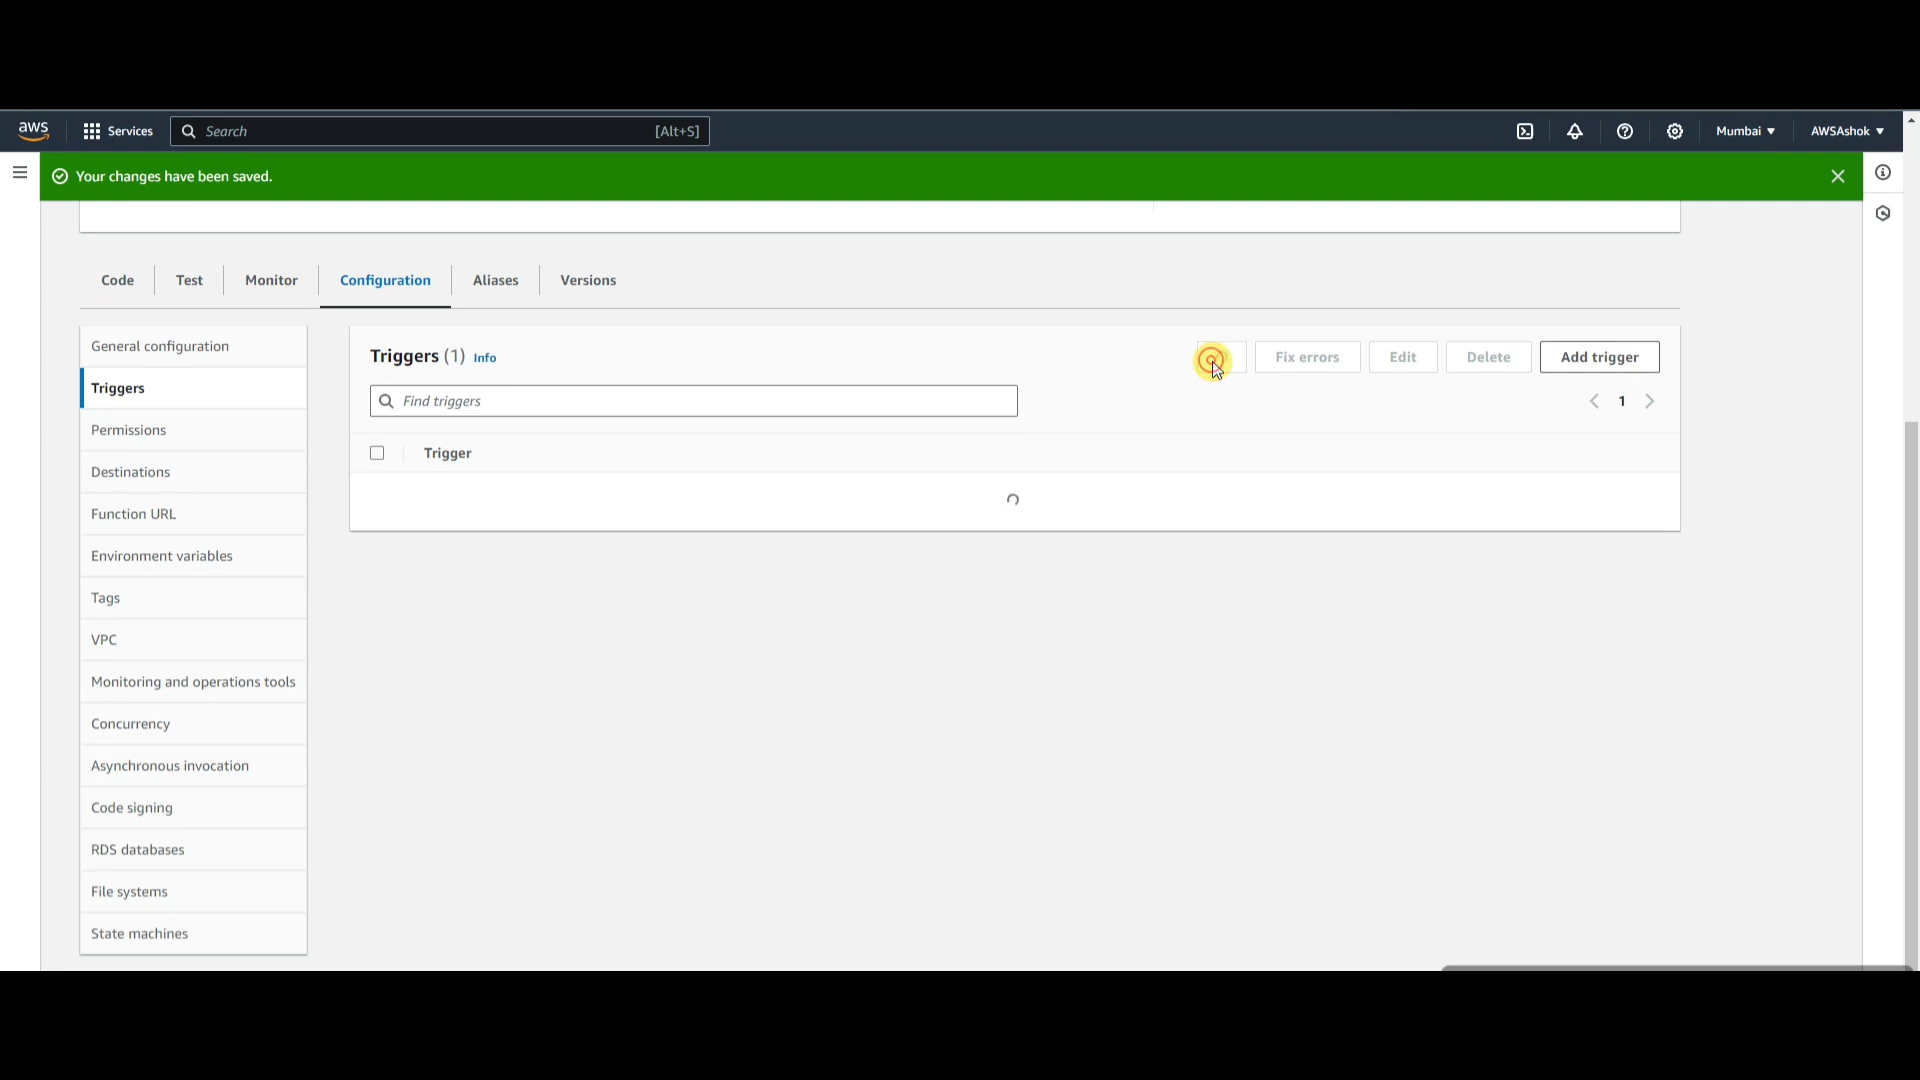 aws
Services
Search
[Alt+S]
Mumbai
AWSAshok
Your changes have been saved.
Code
Test
Monitor
Configuration
Aliases
Versions
General configuration
Triggers
Permissions
Destinations
Function URL
Environment variables
Tags
VPC
Monitoring and operations tools
Concurrency
Asynchronous invocation
Code signing
RDS databases
File systems
State machines
Triggers (1) Info
Fix errors
Edit
Delete
Add trigger
Find triggers
1
Trigger